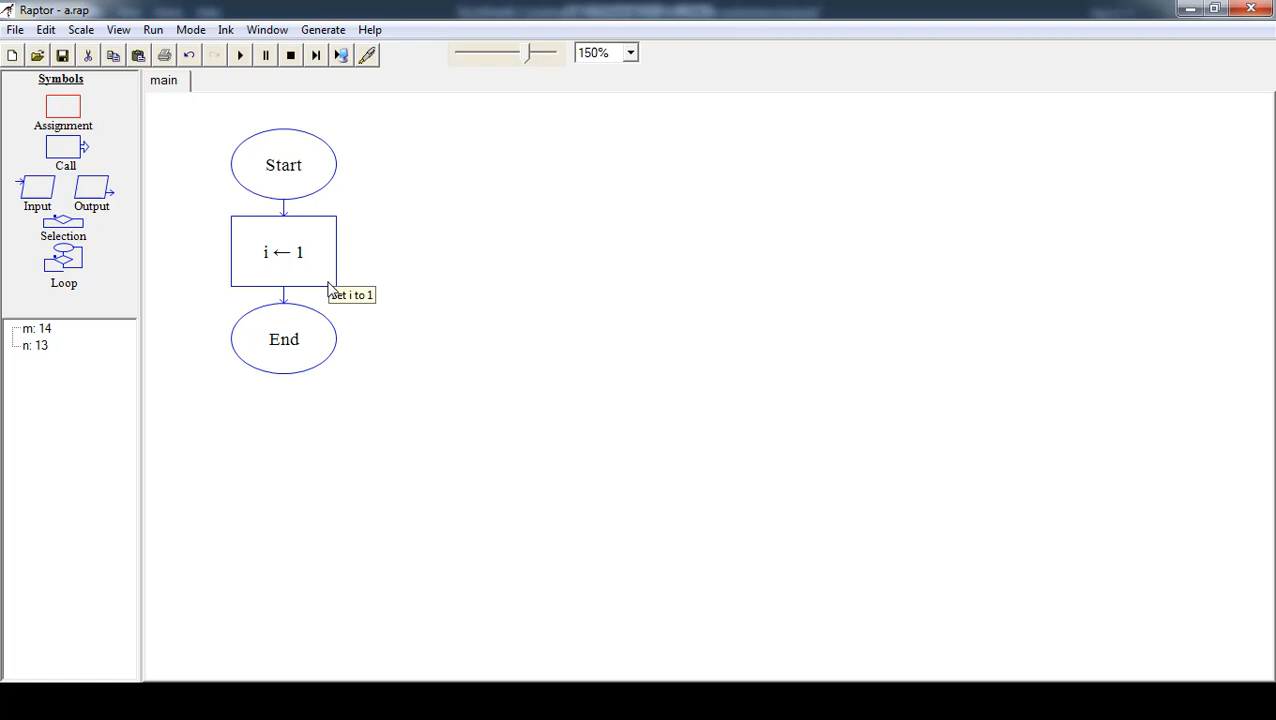 Raptor - a.rap
File Edit Scale View Run Mode Ink Window Generate Help
150%
Symbols
main
Assignment
Call
Input Output
Selection
Loop
m: 14
n: 13
Start
i ← 1
set i to 1
End